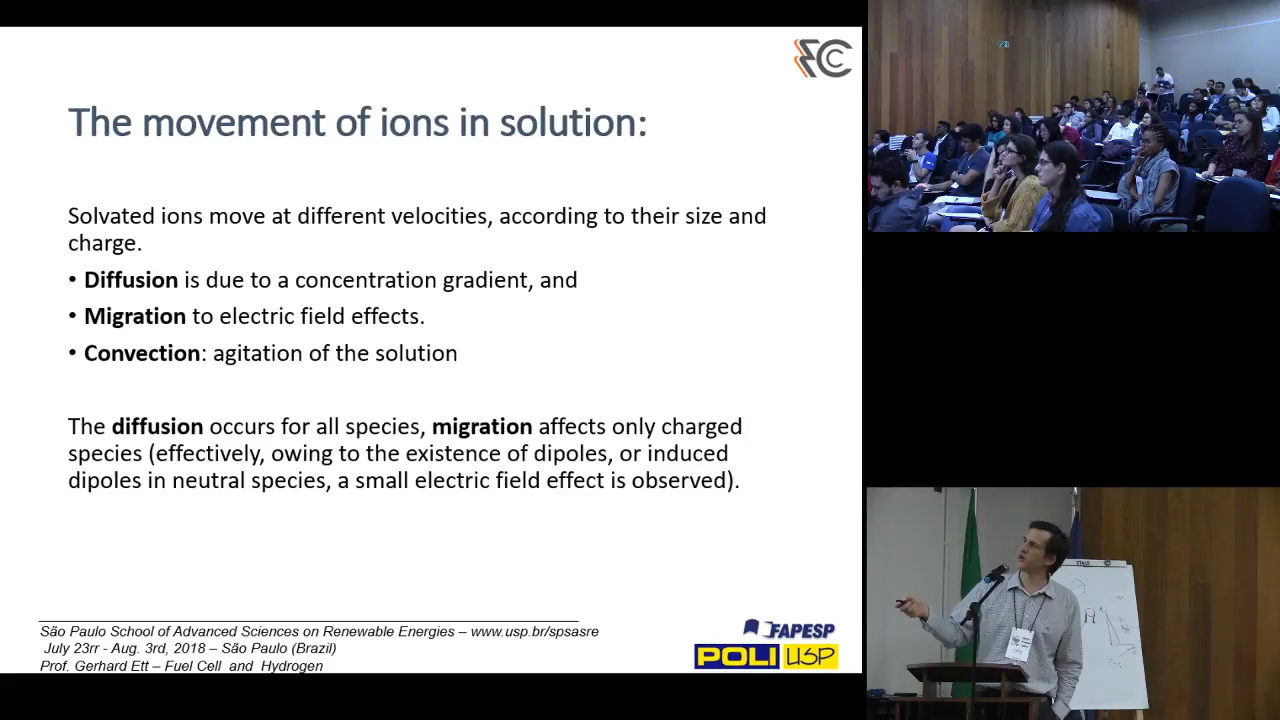 The movement of ions in solution:
Solvated ions move at different velocities, according to their size and
charge.
• Diffusion is due to a concentration gradient, and
• Migration to electric field effects.
• Convection: agitation of the solution
The diffusion occurs for all species, migration affects only charged
species (effectively, owing to the existence of dipoles, or induced
dipoles in neutral species, a small electric field effect is observed).
São Paulo School of Advanced Sciences on Renewable Energies – www.usp.br/spsasre
July 23rr - Aug. 3rd, 2018 – São Paulo (Brazil)
Prof. Gerhard Ett – Fuel Cell and Hydrogen
FAPESP
POLI USP